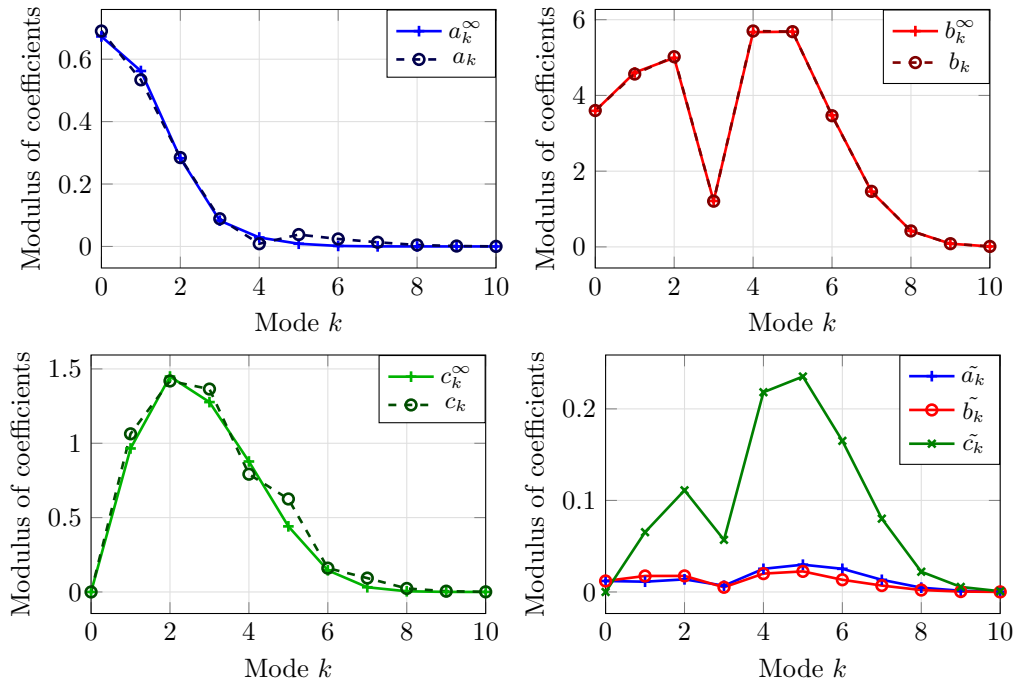 Modulus of coefficients
0.6
0.4
0.2
0
0 2 4 6 8 10
Mode k
a_k^∞
a_k
Modulus of coefficients
6
4
2
0
0 2 4 6 8 10
Mode k
b_k^∞
b_k
Modulus of coefficients
1.5
1
0.5
0
0 2 4 6 8 10
Mode k
c_k^∞
c_k
Modulus of coefficients
0.2
0.1
0
0 2 4 6 8 10
Mode k
ã_k
b̃_k
c̃_k